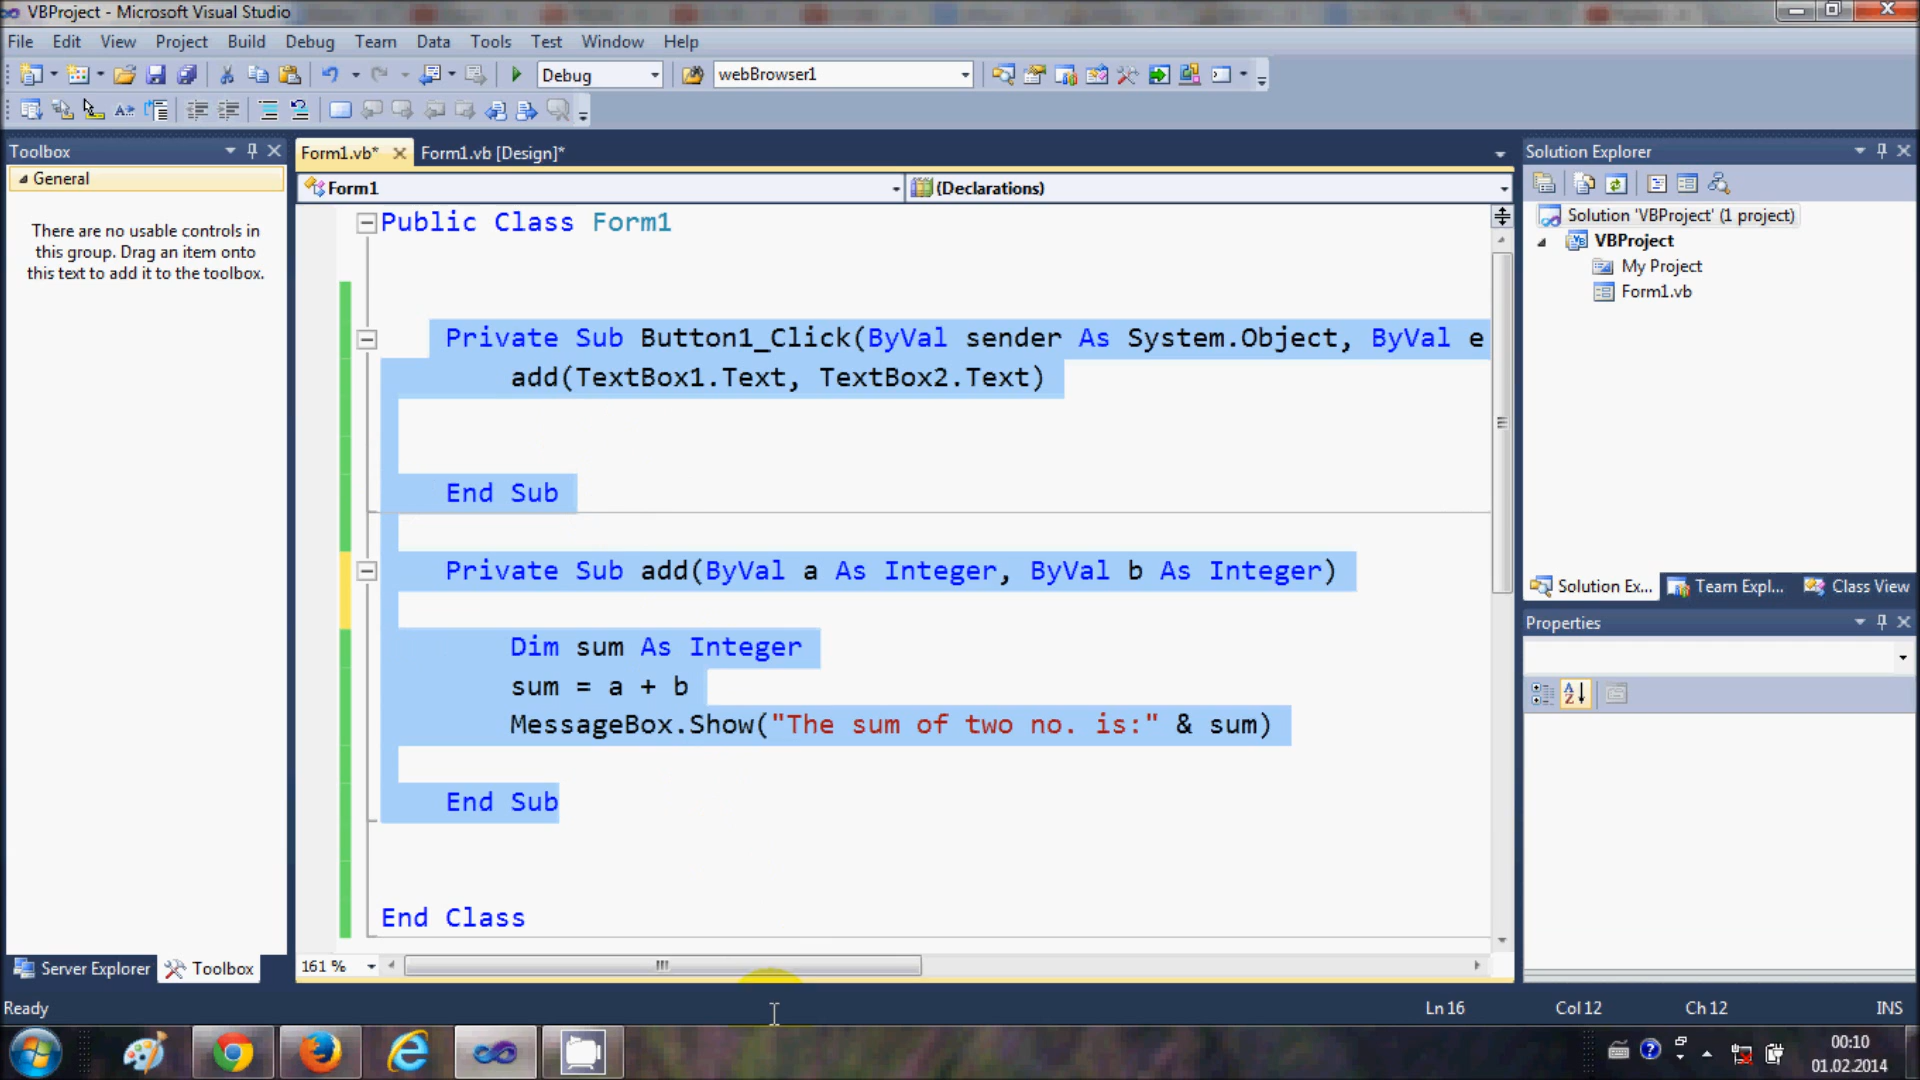 VBProject - Microsoft Visual Studio
File Edit View Project Build Debug Team Data Tools Test Window Help
Debug webBrowser1
Toolbox
General
There are no usable controls in
this group. Drag an item onto
this text to add it to the toolbox.
Form1.vb* Form1.vb [Design]*
Form1 (Declarations)
Public Class Form1
Private Sub Button1_Click(ByVal sender As System.Object, ByVal e
add(TextBox1.Text, TextBox2.Text)
End Sub
Private Sub add(ByVal a As Integer, ByVal b As Integer)
Dim sum As Integer
sum = a + b
MessageBox.Show("The sum of two no. is:" & sum)
End Sub
End Class
161 %
Server Explorer Toolbox
Solution Explorer
Solution 'VBProject' (1 project)
VBProject
My Project
Form1.vb
Solution Ex... Team Expl... Class View
Properties
Ready Ln 16 Col 12 Ch 12 INS
00:10
01.02.2014